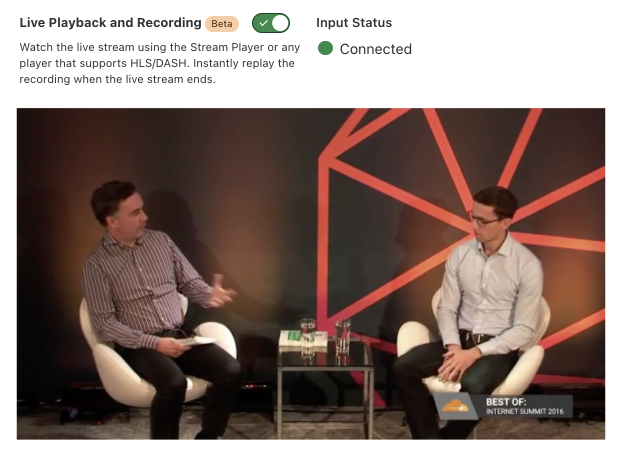 Live Playback and Recording Beta
Input Status
Connected
Watch the live stream using the Stream Player or any
player that supports HLS/DASH. Instantly replay the
recording when the live stream ends.
BEST OF:
INTERNET SUMMIT 2016